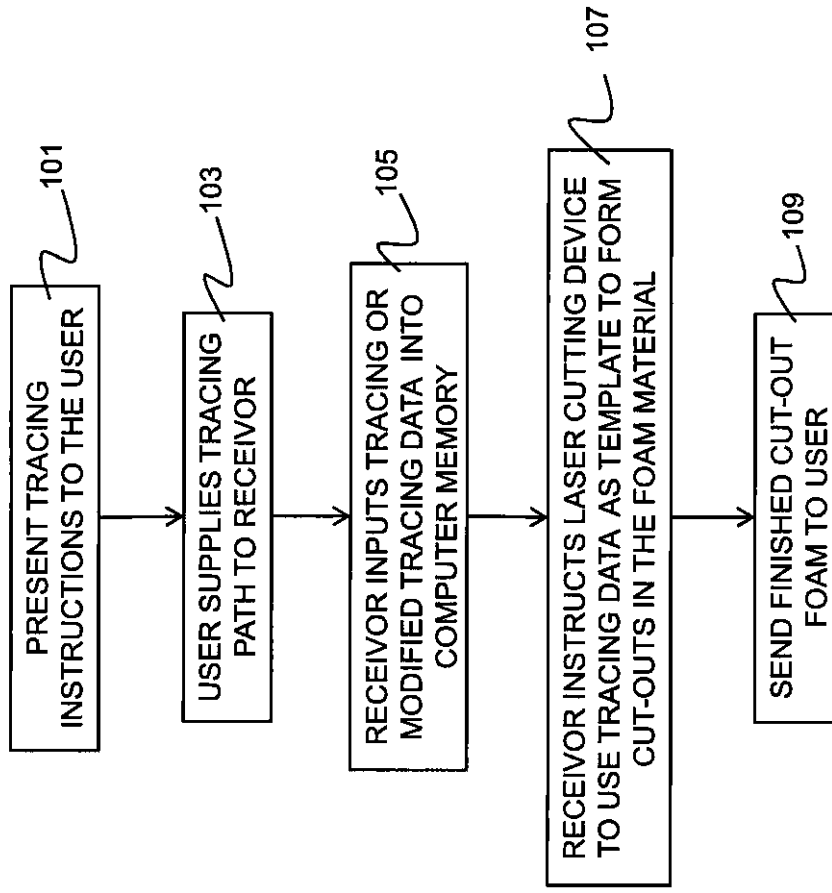 PRESENT TRACING
INSTRUCTIONS TO THE USER
101
USER SUPPLIES TRACING
PATH TO RECEIVOR
103
RECEIVOR INPUTS TRACING OR
MODIFIED TRACING DATA INTO
COMPUTER MEMORY
105
RECEIVOR INSTRUCTS LASER CUTTING DEVICE
TO USE TRACING DATA AS TEMPLATE TO FORM
CUT-OUTS IN THE FOAM MATERIAL
107
SEND FINISHED CUT-OUT
FOAM TO USER
109